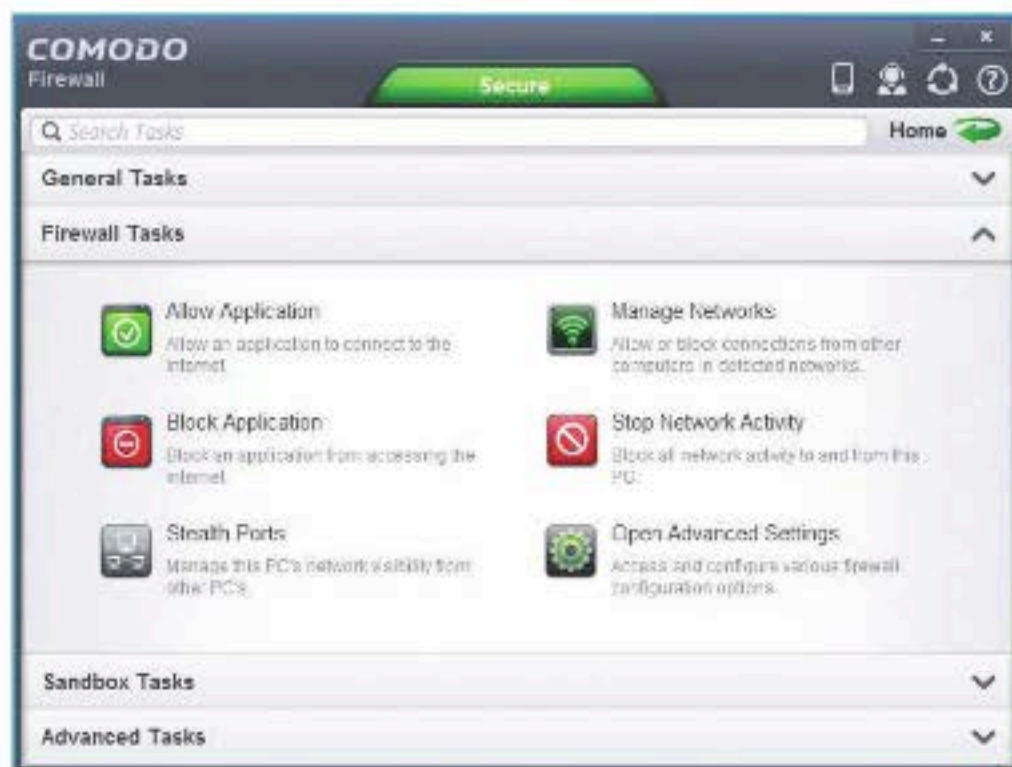 COMODO
Firewall
Secure
Search Tasks
Home
General Tasks
Firewall Tasks
Allow Application
Allow an application to connect to the
internet.
Manage Networks
Allow or block connections from other
computers in detected networks.
Block Application
Block an application from accessing the
internet.
Stop Network Activity
Block all network activity to and from this
PC.
Stealth Ports
Manage this PC's network visibility from
other PC's.
Open Advanced Settings
Access and configure various firewall
configuration options.
Sandbox Tasks
Advanced Tasks